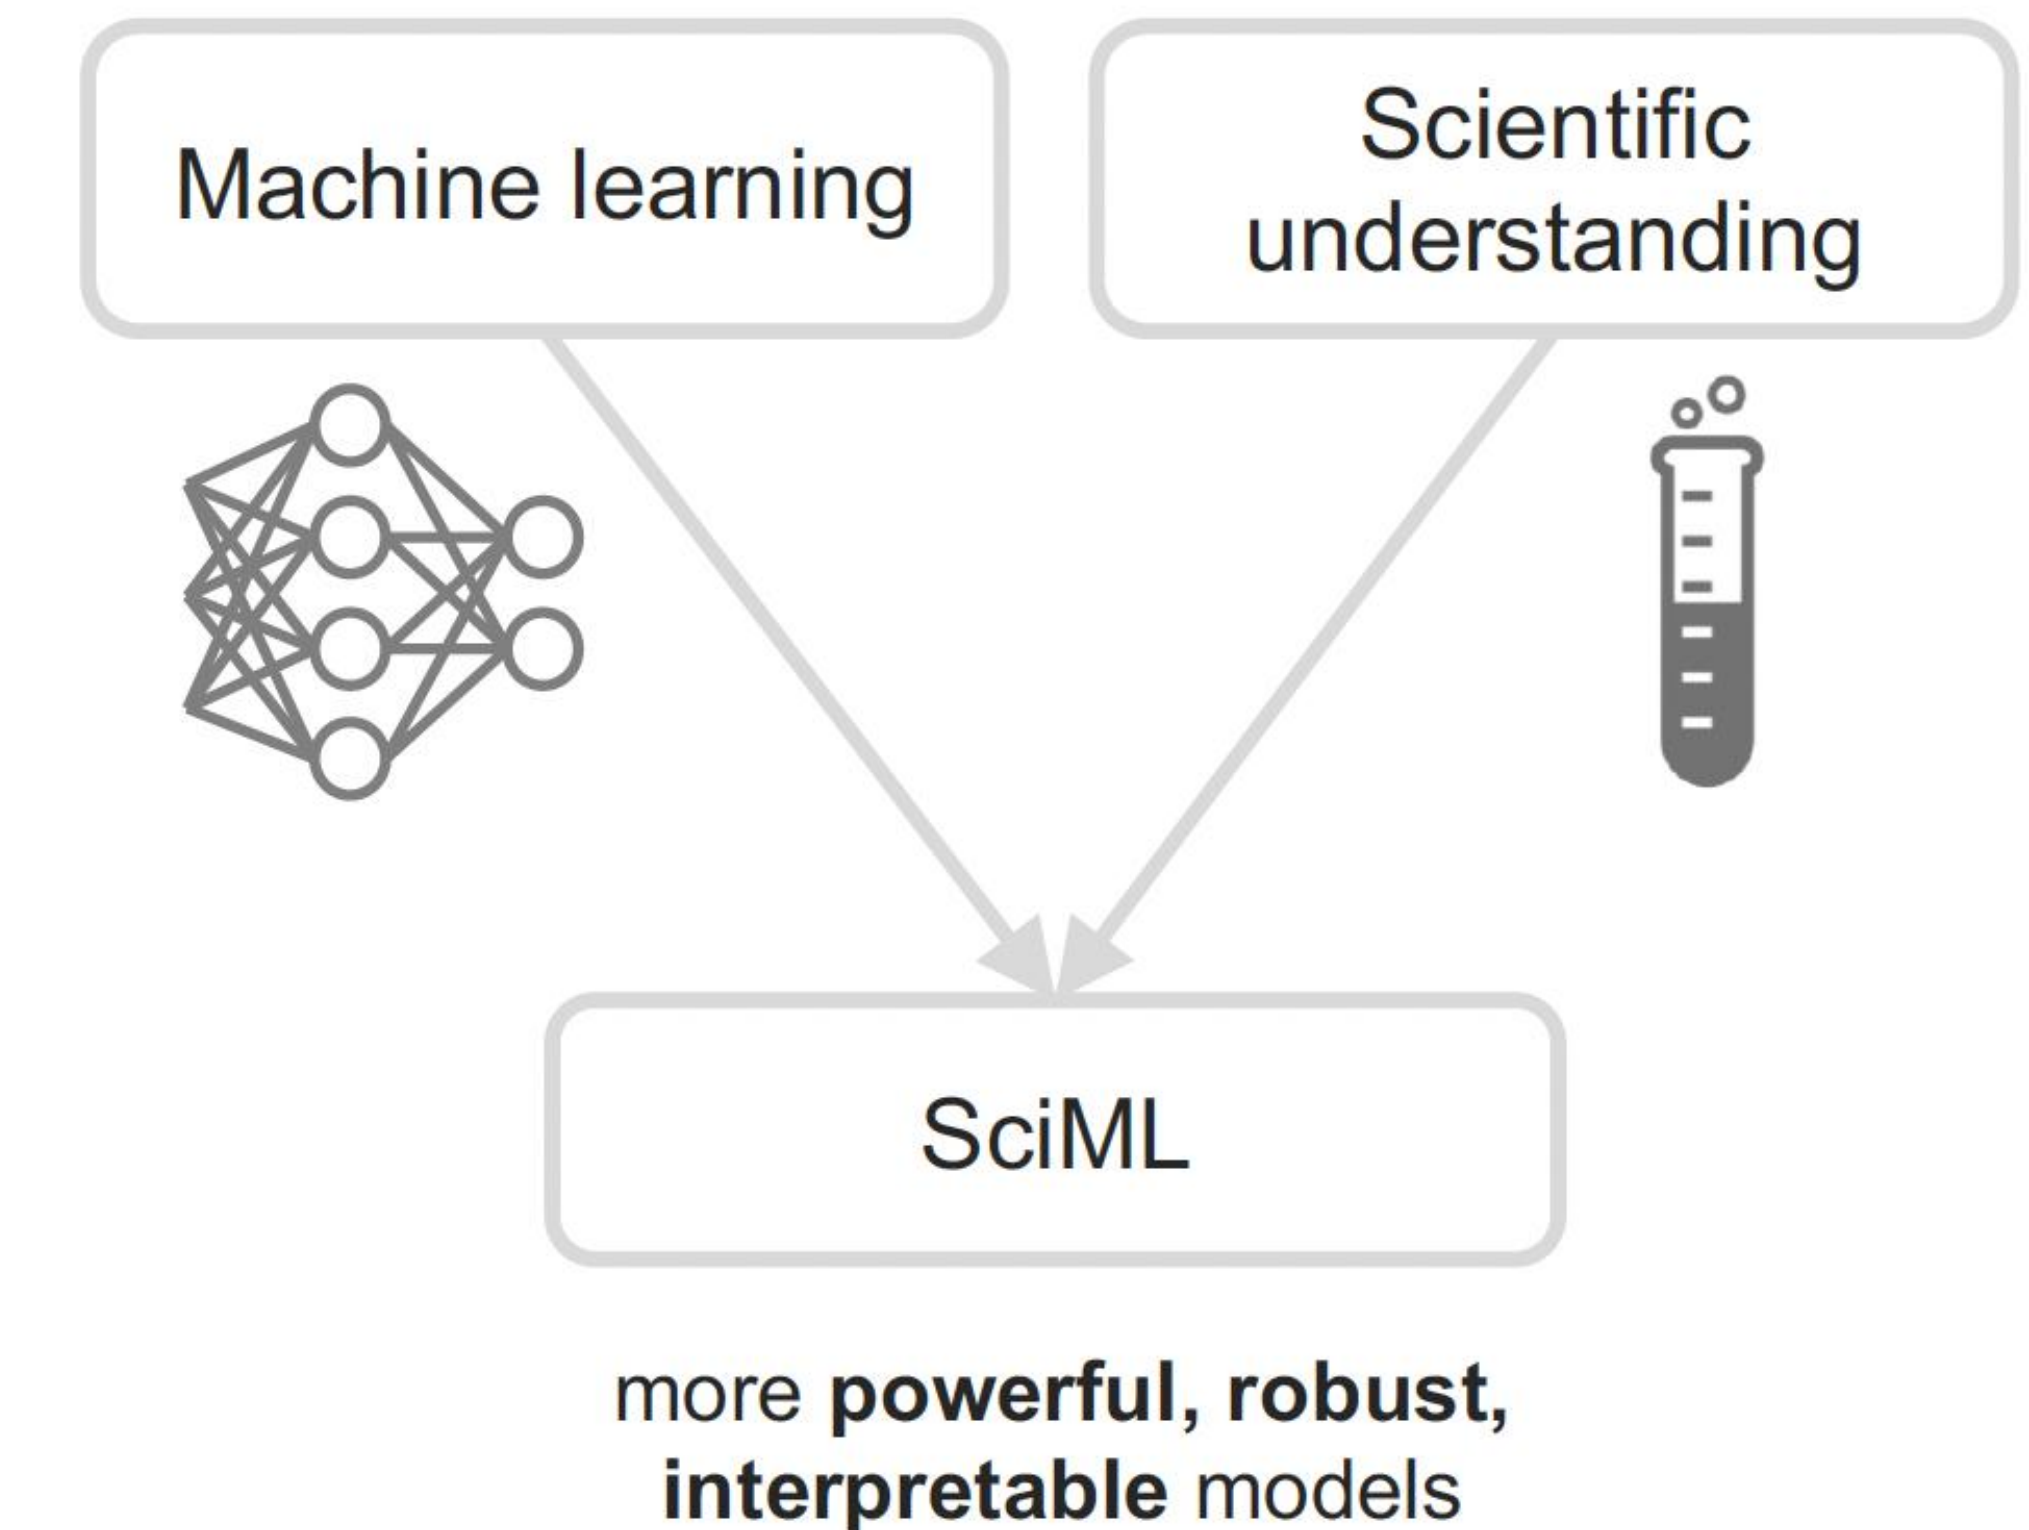 Machine learning
Scientific
understanding
SciML
more powerful, robust,
interpretable models